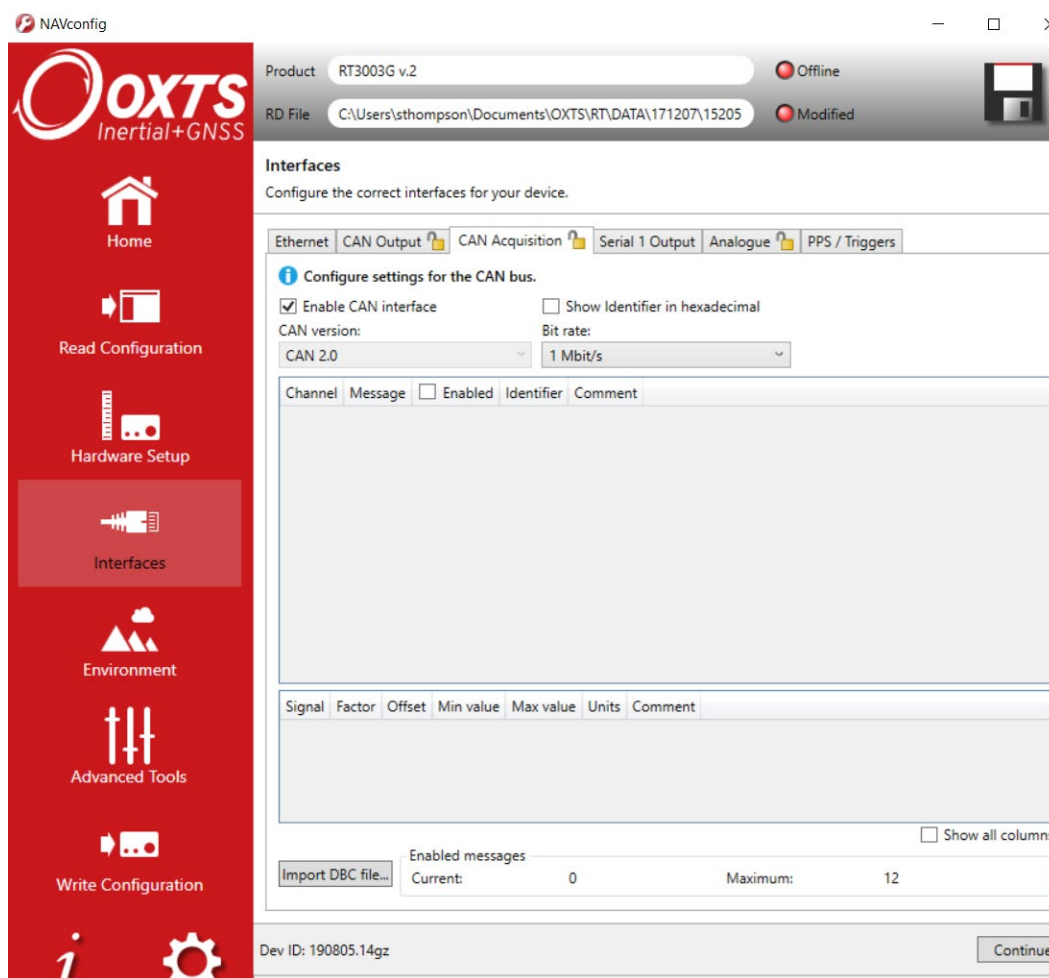 NAVconfig
OXTS
Inertial+GNSS
Product RT3003G v.2 Offline
RD File C:\Users\sthompson\Documents\OXTS\RT\DATA\171207\15205 Modified
Interfaces
Configure the correct interfaces for your device.
Home
Read Configuration
Hardware Setup
Interfaces
Environment
Advanced Tools
Write Configuration
Ethernet CAN Output CAN Acquisition Serial 1 Output Analogue PPS / Triggers
Configure settings for the CAN bus.
Enable CAN interface Show Identifier in hexadecimal
CAN version: Bit rate:
CAN 2.0 1 Mbit/s
Channel Message Enabled Identifier Comment
Signal Factor Offset Min value Max value Units Comment
Show all columns
Import DBC file... Enabled messages
Current: 0 Maximum: 12
Dev ID: 190805.14gz Continue